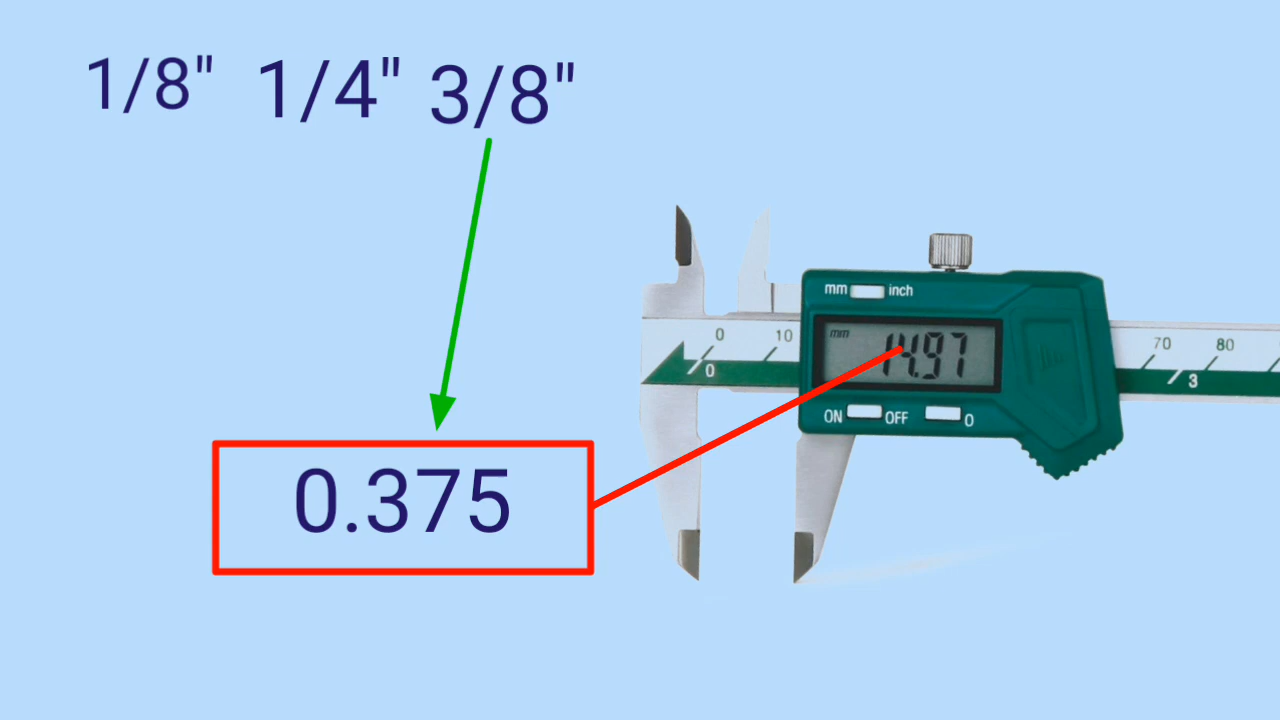 1/8" 1/4" 3/8"
mm inch
0 10 70 80
mm 14.97
0 3
ON OFF 0
0.375